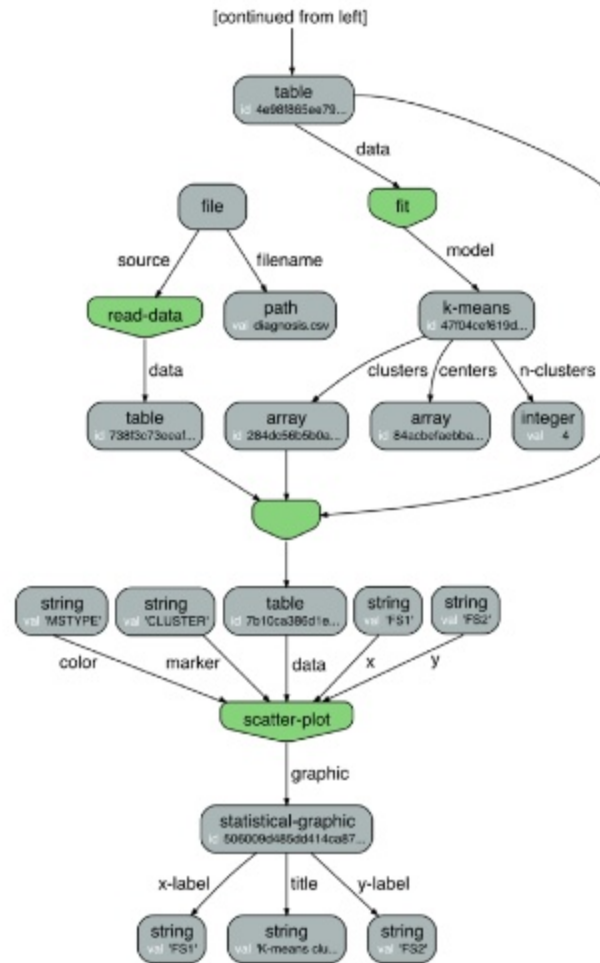 [continued from left]
table
id 4e98f865ee79...
data
fit
file
model
source
filename
read-data
path
val diagnosis.csv
k-means
id 47f04cef619d...
data
clusters
centers
n-clusters
table
id 738f3c73eeaf...
array
id 284dc56b5b0a...
array
id 84acbefaebba...
integer
val 4
string
val 'MSTYPE'
string
val 'CLUSTER'
table
id 7b10ca386d1e...
string
val 'FS1'
string
val 'FS2'
color
marker
data
x
y
scatter-plot
graphic
statistical-graphic
id 506009d485dd414ca87...
x-label
title
y-label
string
val 'FS1'
string
val 'K-means clu...
string
val 'FS2'